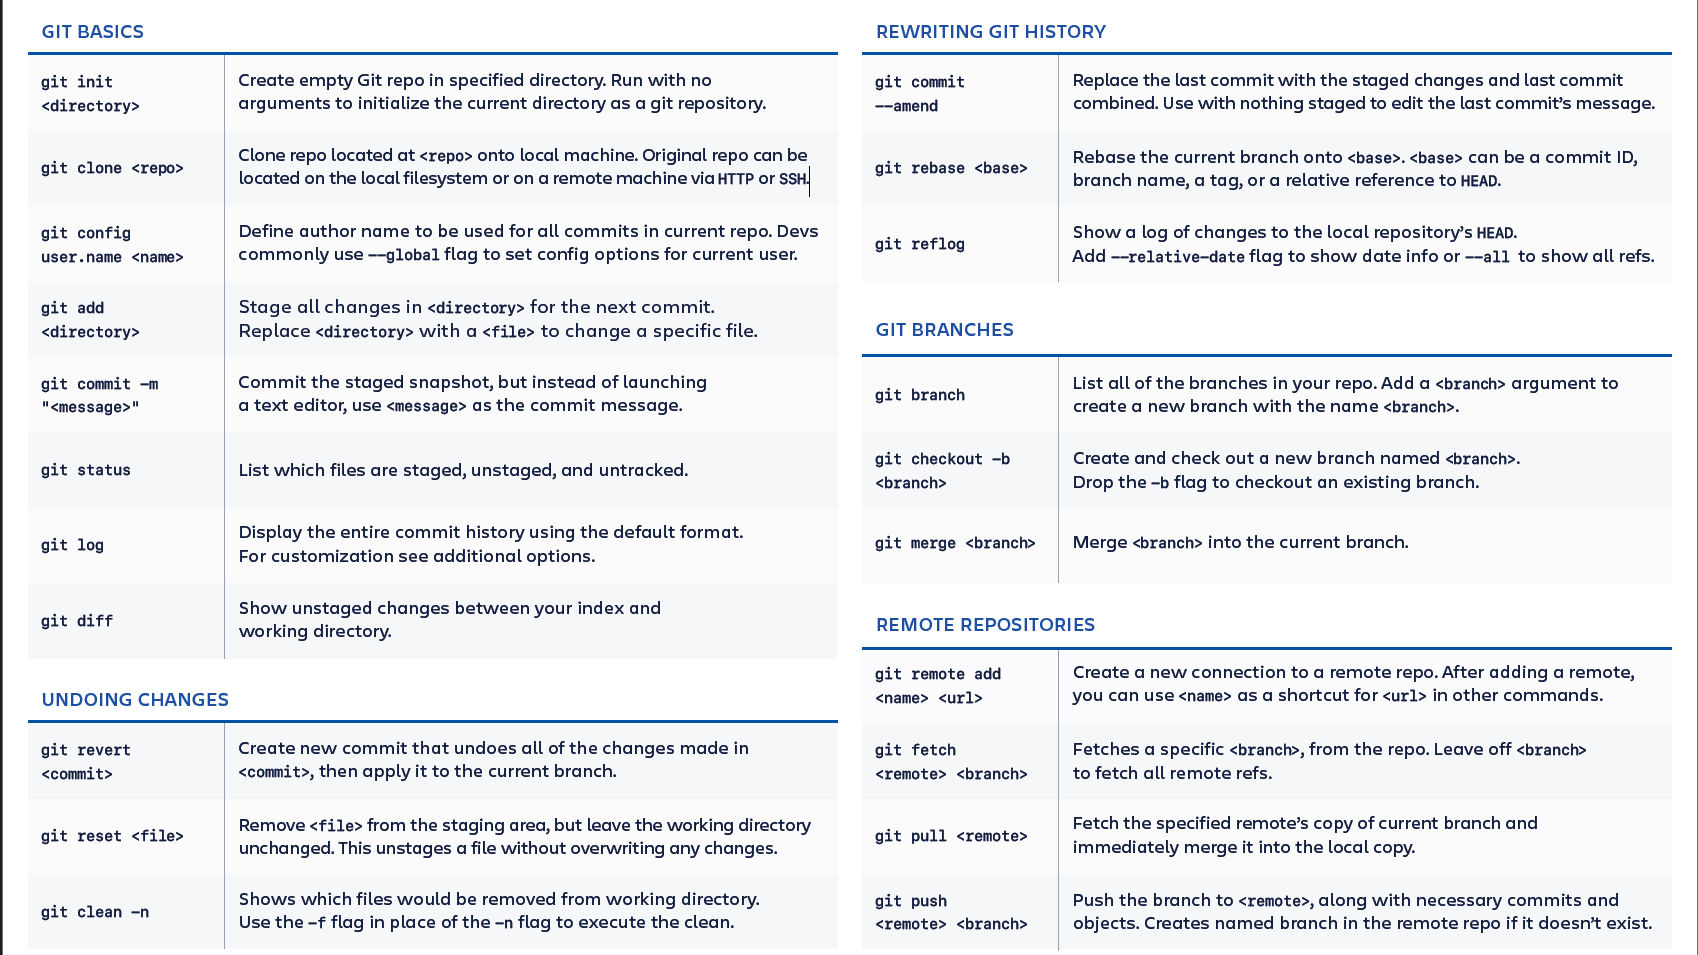 GIT BASICS
git init
<directory>
Create empty Git repo in specified directory. Run with no
arguments to initialize the current directory as a git repository.
git clone <repo>
Clone repo located at <repo> onto local machine. Original repo can be
located on the local filesystem or on a remote machine via HTTP or SSH.
git config
user.name <name>
Define author name to be used for all commits in current repo. Devs
commonly use --global flag to set config options for current user.
git add
<directory>
Stage all changes in <directory> for the next commit.
Replace <directory> with a <file> to change a specific file.
git commit -m
"<message>"
Commit the staged snapshot, but instead of launching
a text editor, use <message> as the commit message.
git status
List which files are staged, unstaged, and untracked.
git log
Display the entire commit history using the default format.
For customization see additional options.
git diff
Show unstaged changes between your index and
working directory.
UNDOING CHANGES
git revert
<commit>
Create new commit that undoes all of the changes made in
<commit>, then apply it to the current branch.
git reset <file>
Remove <file> from the staging area, but leave the working directory
unchanged. This unstages a file without overwriting any changes.
git clean -n
Shows which files would be removed from working directory.
Use the -f flag in place of the -n flag to execute the clean.
REWRITING GIT HISTORY
git commit
--amend
Replace the last commit with the staged changes and last commit
combined. Use with nothing staged to edit the last commit’s message.
git rebase <base>
Rebase the current branch onto <base>. <base> can be a commit ID,
branch name, a tag, or a relative reference to HEAD.
git reflog
Show a log of changes to the local repository’s HEAD.
Add --relative-date flag to show date info or --all to show all refs.
GIT BRANCHES
git branch
List all of the branches in your repo. Add a <branch> argument to
create a new branch with the name <branch>.
git checkout -b
<branch>
Create and check out a new branch named <branch>.
Drop the -b flag to checkout an existing branch.
git merge <branch>
Merge <branch> into the current branch.
REMOTE REPOSITORIES
git remote add
<name> <url>
Create a new connection to a remote repo. After adding a remote,
you can use <name> as a shortcut for <url> in other commands.
git fetch
<remote> <branch>
Fetches a specific <branch>, from the repo. Leave off <branch>
to fetch all remote refs.
git pull <remote>
Fetch the specified remote’s copy of current branch and
immediately merge it into the local copy.
git push
<remote> <branch>
Push the branch to <remote>, along with necessary commits and
objects. Creates named branch in the remote repo if it doesn’t exist.